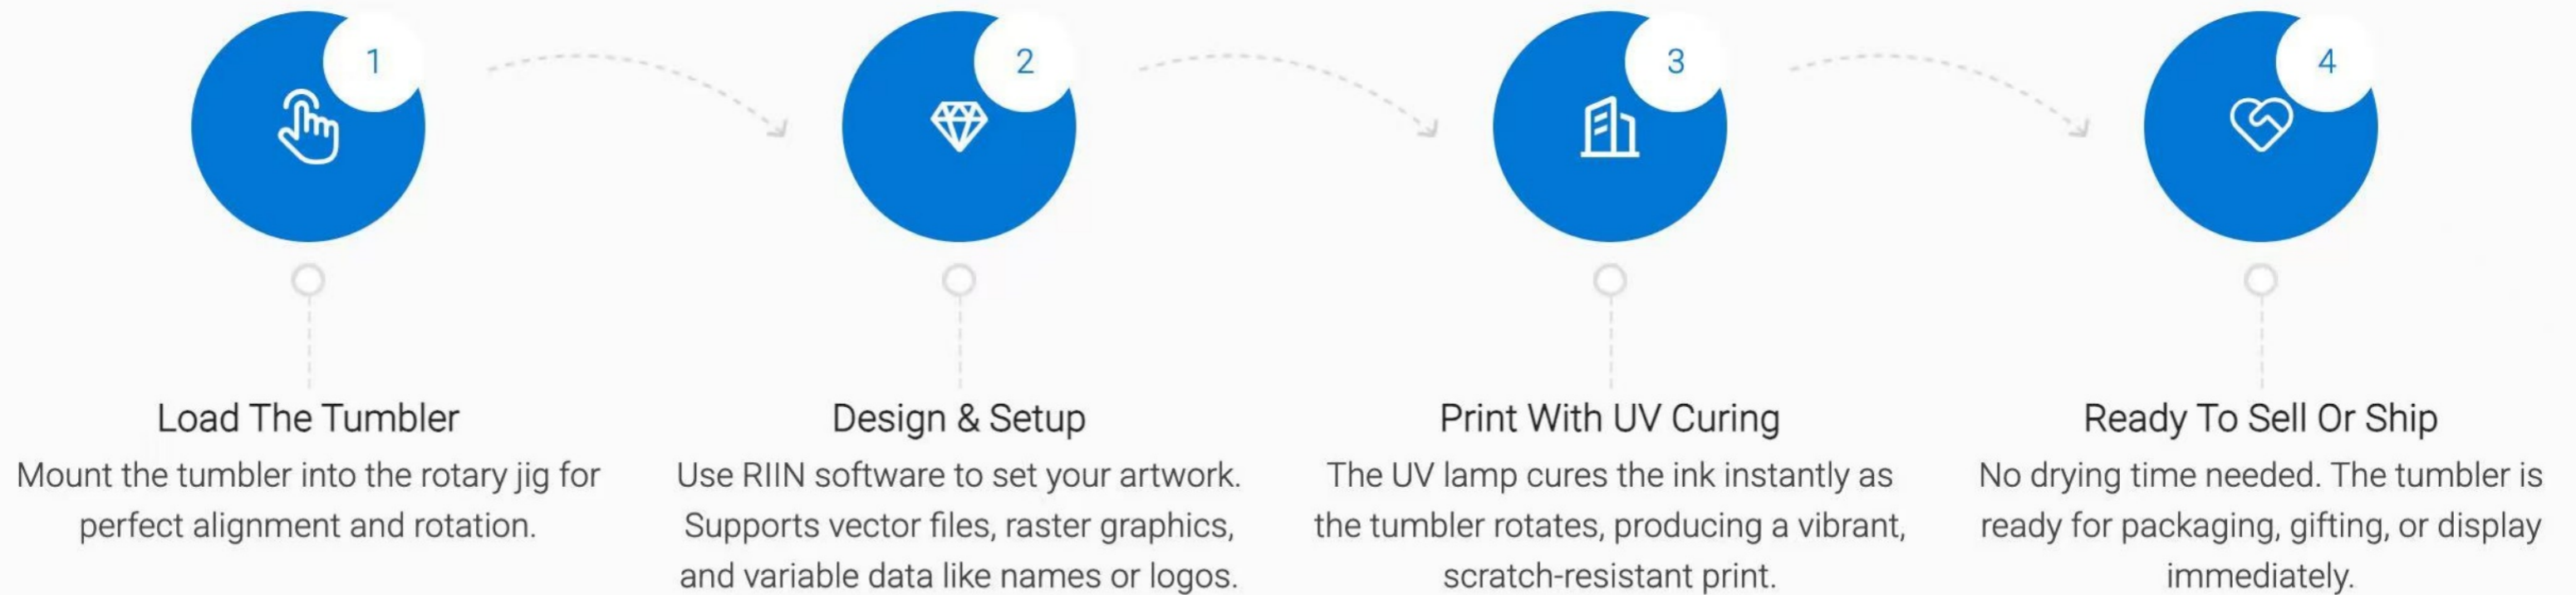 1
Load The Tumbler
Mount the tumbler into the rotary jig for
perfect alignment and rotation.
2
Design & Setup
Use RIIN software to set your artwork.
Supports vector files, raster graphics,
and variable data like names or logos.
3
Print With UV Curing
The UV lamp cures the ink instantly as
the tumbler rotates, producing a vibrant,
scratch-resistant print.
4
Ready To Sell Or Ship
No drying time needed. The tumbler is
ready for packaging, gifting, or display
immediately.